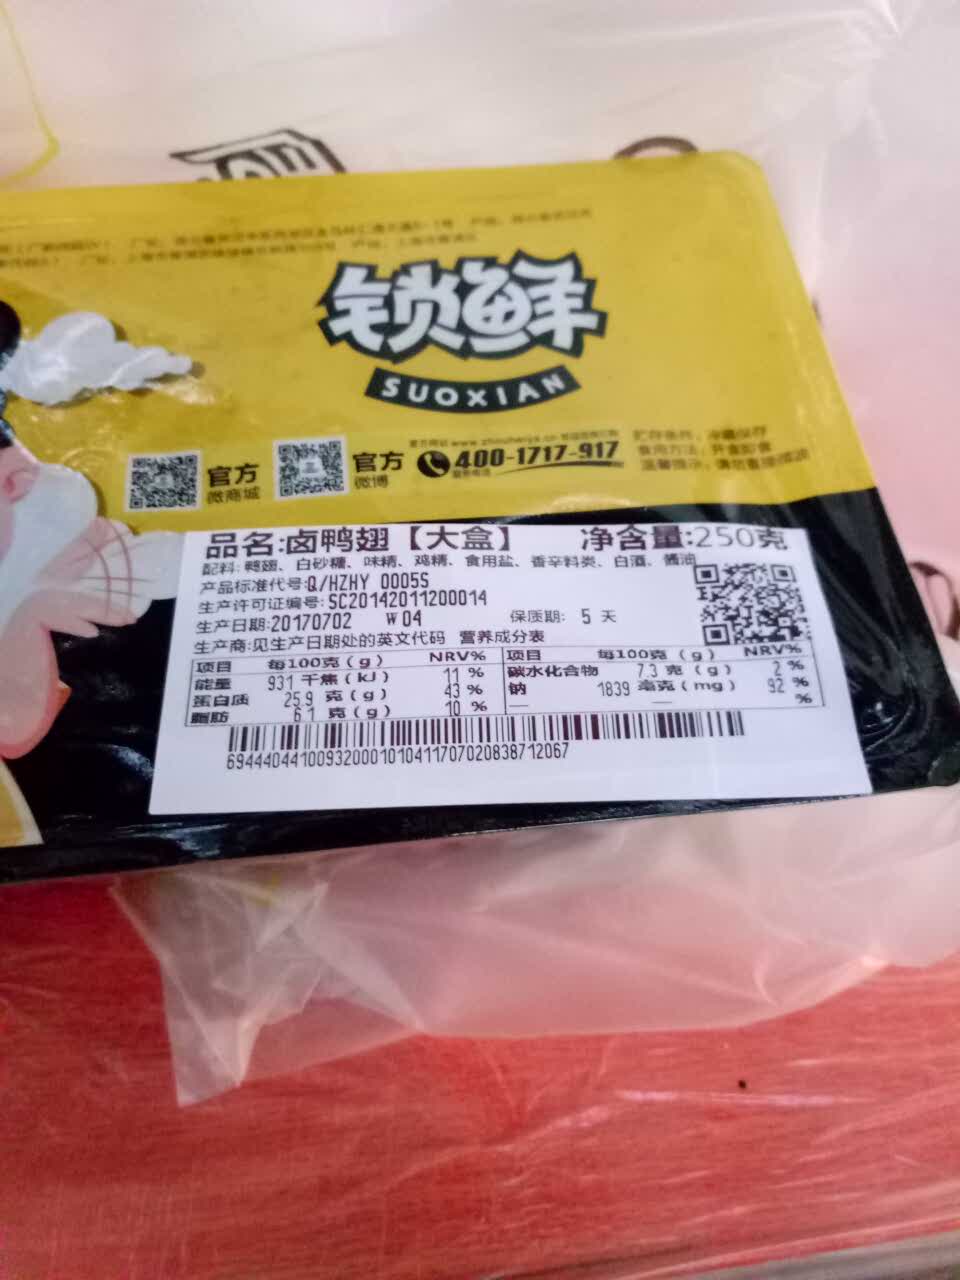 锁鲜
SUOXIAN
官方
微商城
官方
微博
400-1717-917
品名:卤鸭翅【大盒】 净含量:250克
配料: 鸭翅、白砂糖、味精、鸡精、食用盐、香辛料类、白酒、酱油
产品标准代号:Q/HZHY 0005S
生产许可证编号:SC20142011200014
生产日期:20170702 W04 保质期: 5 天
生产商:见生产日期处的英文代码 营养成分表
项目 每100克(g) NRV% 项目 每100克(g) NRV%
能量 931 千焦(kJ) 11 % 碳水化合物 7.3 克(g) 2 %
蛋白质 25.9 克(g) 43 % 钠 1839 毫克(mg) 92 %
脂肪 6.1 克(g) 10 % — — %
6944404410093200010104117070208387​12067